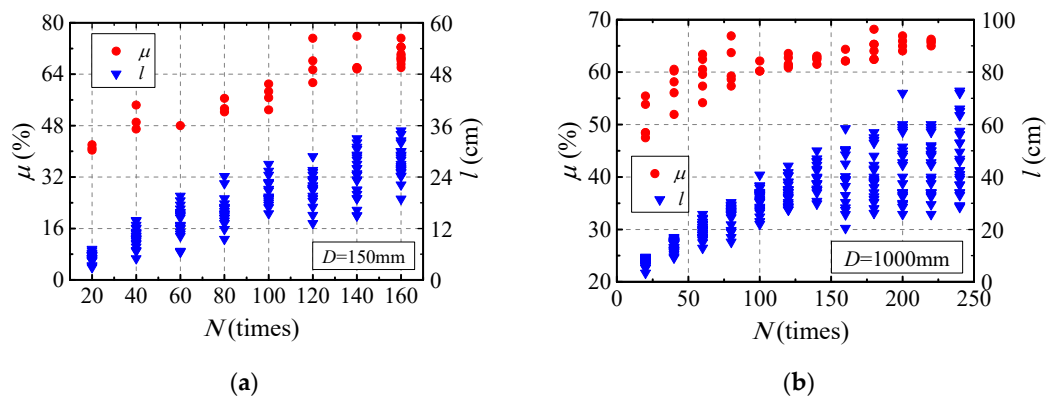 80
64
48
32
16
0
μ (%)
μ
l
60
48
36
24
12
6
0
l (cm)
D=150mm
20 40 60 80 100 120 140 160
N (times)
(a)
70
60
50
40
30
20
μ (%)
μ
l
100
80
60
40
20
0
l (cm)
D=1000mm
0 50 100 150 200 250
N (times)
(b)